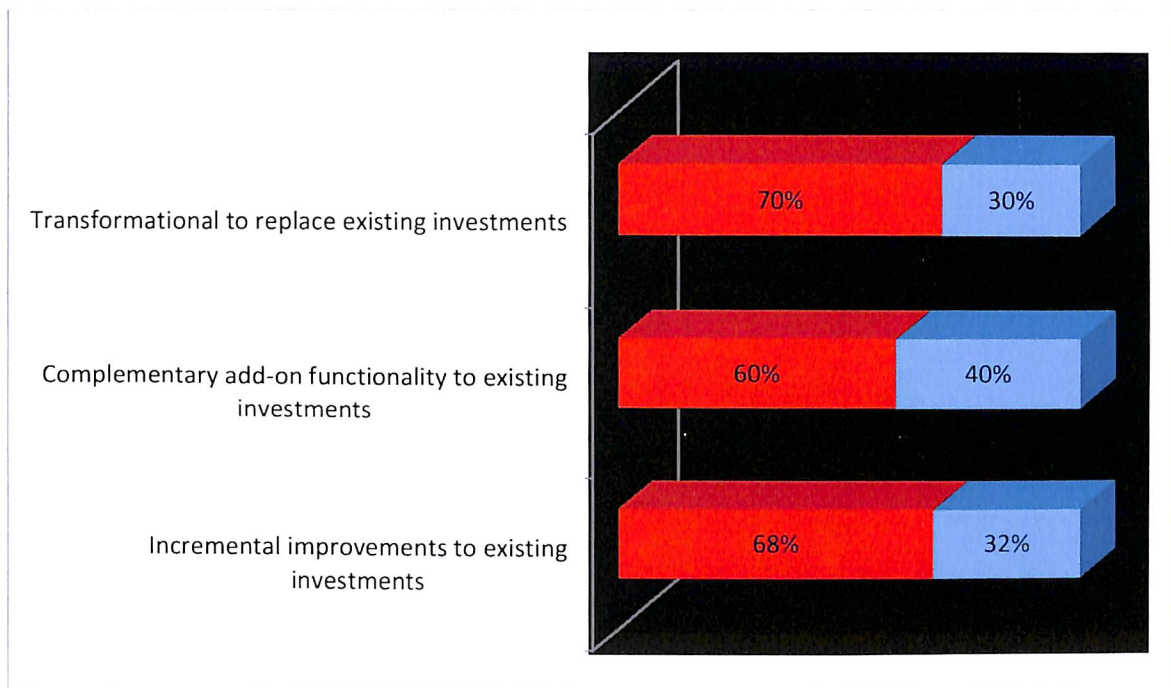 Transformational to replace existing investments
70%
30%
Complementary add-on functionality to existing
investments
60%
40%
Incremental improvements to existing
investments
68%
32%